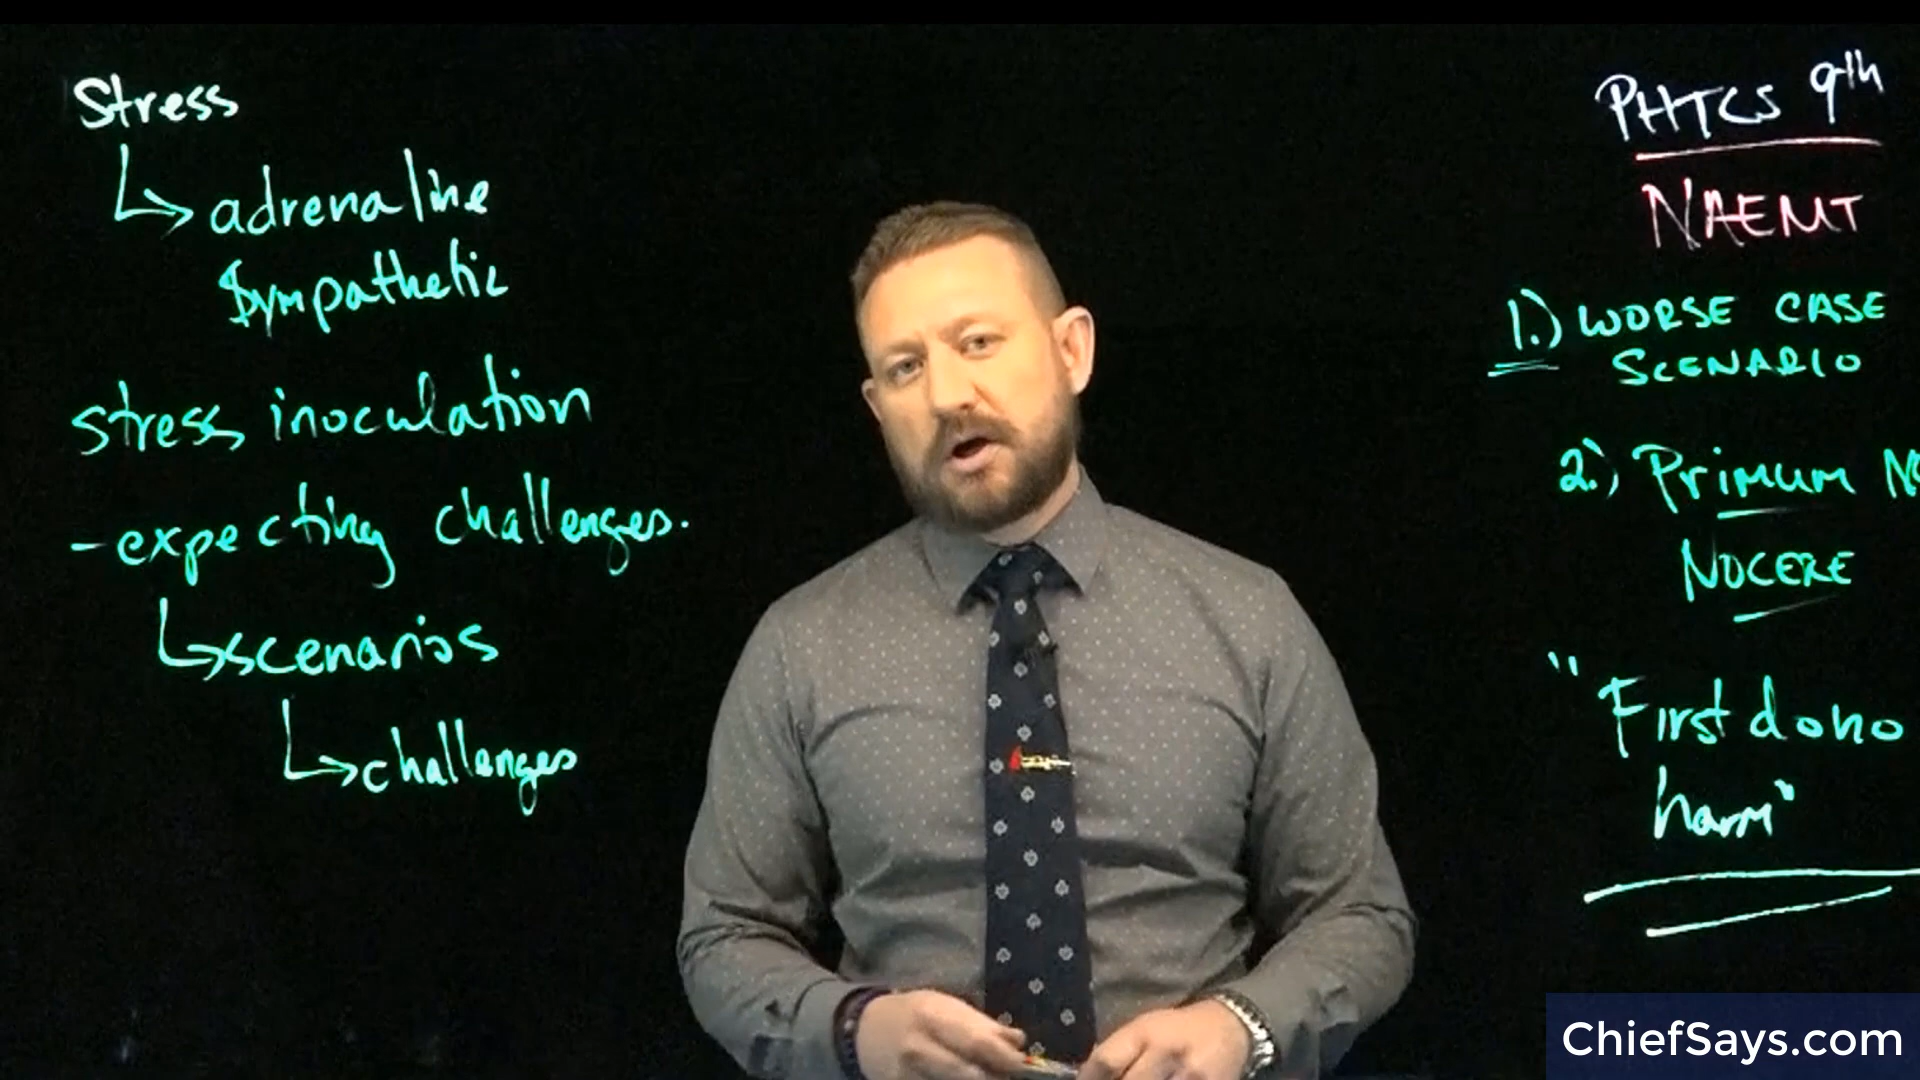 Stress
↳ adrenaline
Sympathetic
stress inoculation
- expecting challenges.
↳ scenarios
↳ challenges
PHTCS 9th
NAEMT
1.) WORSE CASE
SCENARIO
2.) Primum
NOCERE
"First do no
harm"
ChiefSays.com